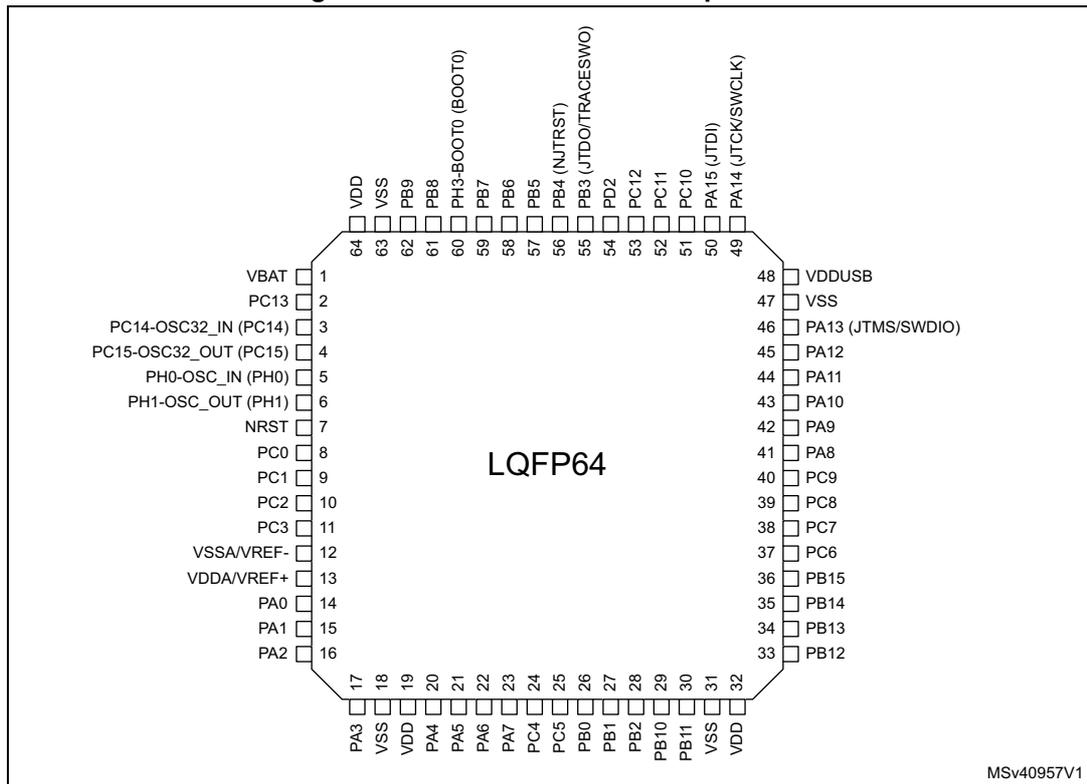 VDD
VSS
PB9
PB8
PH3-BOOT0 (BOOT0)
PB7
PB6
PB5
PB4 (NJTRST)
PB3 (JTDO/TRACESWO)
PD2
PC12
PC11
PC10
PA15 (JTDI)
PA14 (JTCK/SWCLK)
64
63
62
61
60
59
58
57
56
55
54
53
52
51
50
49
VBAT 1
PC13 2
PC14-OSC32_IN (PC14) 3
PC15-OSC32_OUT (PC15) 4
PH0-OSC_IN (PH0) 5
PH1-OSC_OUT (PH1) 6
NRST 7
PC0 8
PC1 9
PC2 10
PC3 11
VSSA/VREF- 12
VDDA/VREF+ 13
PA0 14
PA1 15
PA2 16
LQFP64
48 VDDUSB
47 VSS
46 PA13 (JTMS/SWDIO)
45 PA12
44 PA11
43 PA10
42 PA9
41 PA8
40 PC9
39 PC8
38 PC7
37 PC6
36 PB15
35 PB14
34 PB13
33 PB12
17
18
19
20
21
22
23
24
25
26
27
28
29
30
31
32
PA3
VSS
VDD
PA4
PA5
PA6
PA7
PC4
PC5
PB0
PB1
PB2
PB10
PB11
VSS
VDD
MSv40957V1